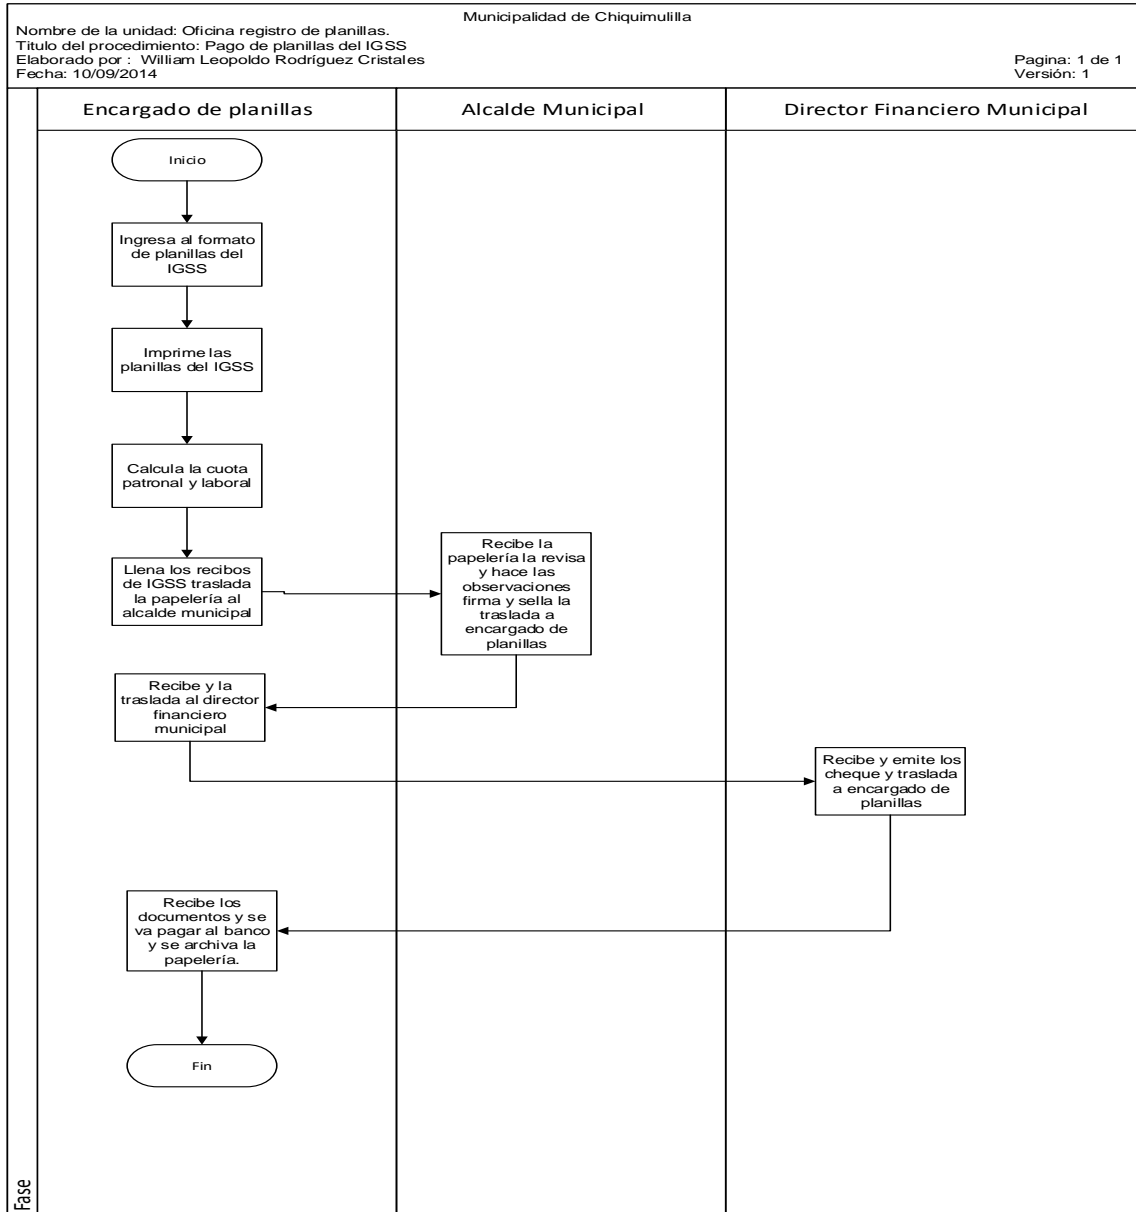 Municipalidad de Chiquimulilla
Nombre de la unidad: Oficina registro de planillas.
Titulo del procedimiento: Pago de planillas del IGSS
Elaborado por :  William Leopoldo Rodríguez Cristales
Fecha: 10/09/2014
Pagina: 1 de 1
Versión: 1
Encargado de planillas
Alcalde Municipal
Director Financiero Municipal
Inicio
Ingresa al formato
de planillas del
IGSS
Imprime las
planillas del IGSS
Calcula la cuota
patronal y laboral
Llena los recibos
de IGSS traslada
la papelería al
alcalde municipal
Recibe la
papelería la revisa
y hace las
observaciones
firma y sella la
traslada a
encargado de
planillas
Recibe y la
traslada al director
financiero
municipal
Recibe y emite los
cheque y traslada
a encargado de
planillas
Recibe los
documentos y se
va pagar al banco
y se archiva la
papelería.
Fin
Fase